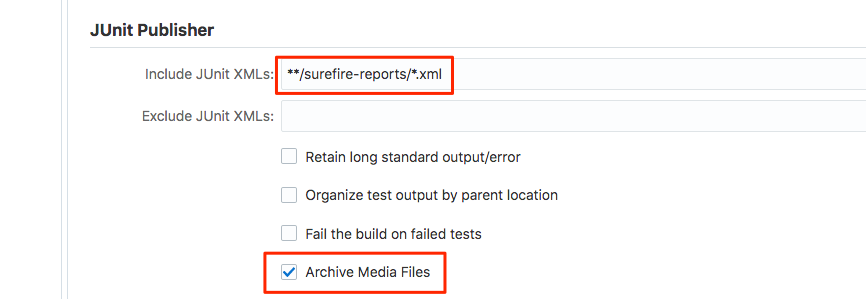 JUnit Publisher
Include JUnit XMLs: **/surefire-reports/*.xml
Exclude JUnit XMLs:
Retain long standard output/error
Organize test output by parent location
Fail the build on failed tests
Archive Media Files